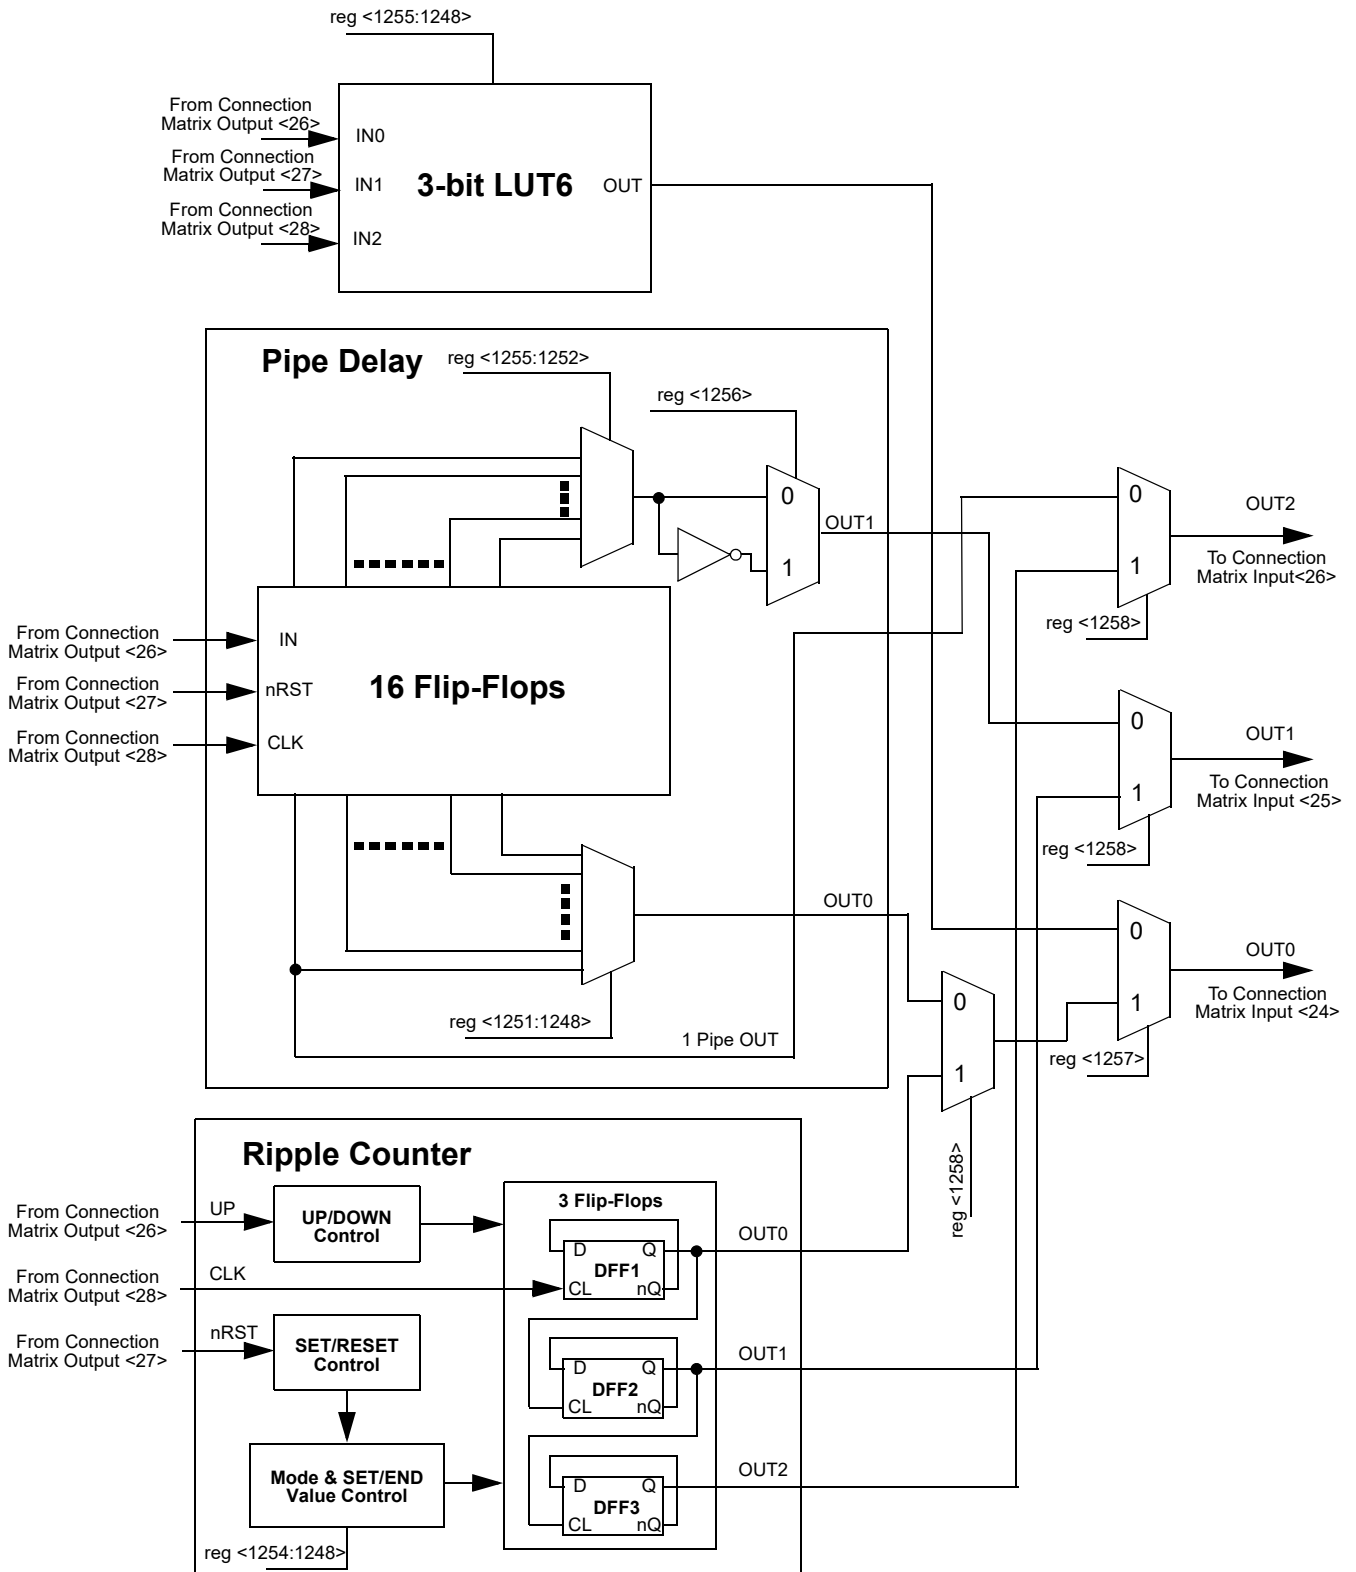 reg <1255:1248>
From Connection
Matrix Output <26>
IN0
From Connection
Matrix Output <27>
IN1
3-bit LUT6
OUT
From Connection
Matrix Output <28>
IN2
Pipe Delay
reg <1255:1252>
reg <1256>
0
OUT1
1
0
OUT2
1
To Connection
Matrix Input<26>
reg <1258>
From Connection
Matrix Output <26>
IN
From Connection
Matrix Output <27>
nRST
16 Flip-Flops
From Connection
Matrix Output <28>
CLK
0
OUT1
1
To Connection
Matrix Input <25>
reg <1258>
OUT0
0
OUT0
1
To Connection
Matrix Input <24>
reg <1257>
0
1
reg <1258>
reg <1251:1248>
1 Pipe OUT
Ripple Counter
From Connection
Matrix Output <26>
UP
UP/DOWN
Control
3 Flip-Flops
D
Q
DFF1
CL
nQ
OUT0
From Connection
Matrix Output <28>
CLK
From Connection
Matrix Output <27>
nRST
SET/RESET
Control
D
Q
DFF2
CL
nQ
OUT1
Mode & SET/END
Value Control
D
Q
DFF3
CL
nQ
OUT2
reg <1254:1248>